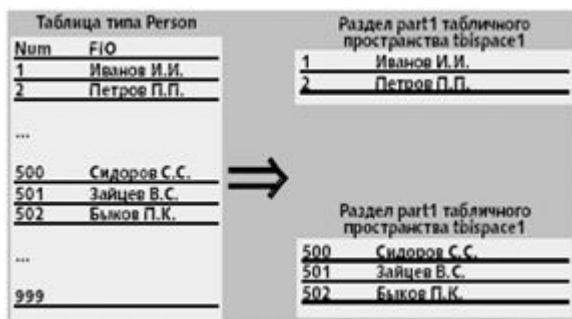 Таблица типа Person
Num FIO
1 Иванов И.И.
2 Петров П.П.
...
500 Сидоров С.С.
501 Зайцев В.С.
502 Быков П.К.
...
999
Раздел part1 табличного
пространства tblspace1
1 Иванов И.И.
2 Петров П.П.
Раздел part1 табличного
пространства tblspace1
500 Сидоров С.С.
501 Зайцев В.С.
502 Быков П.К.